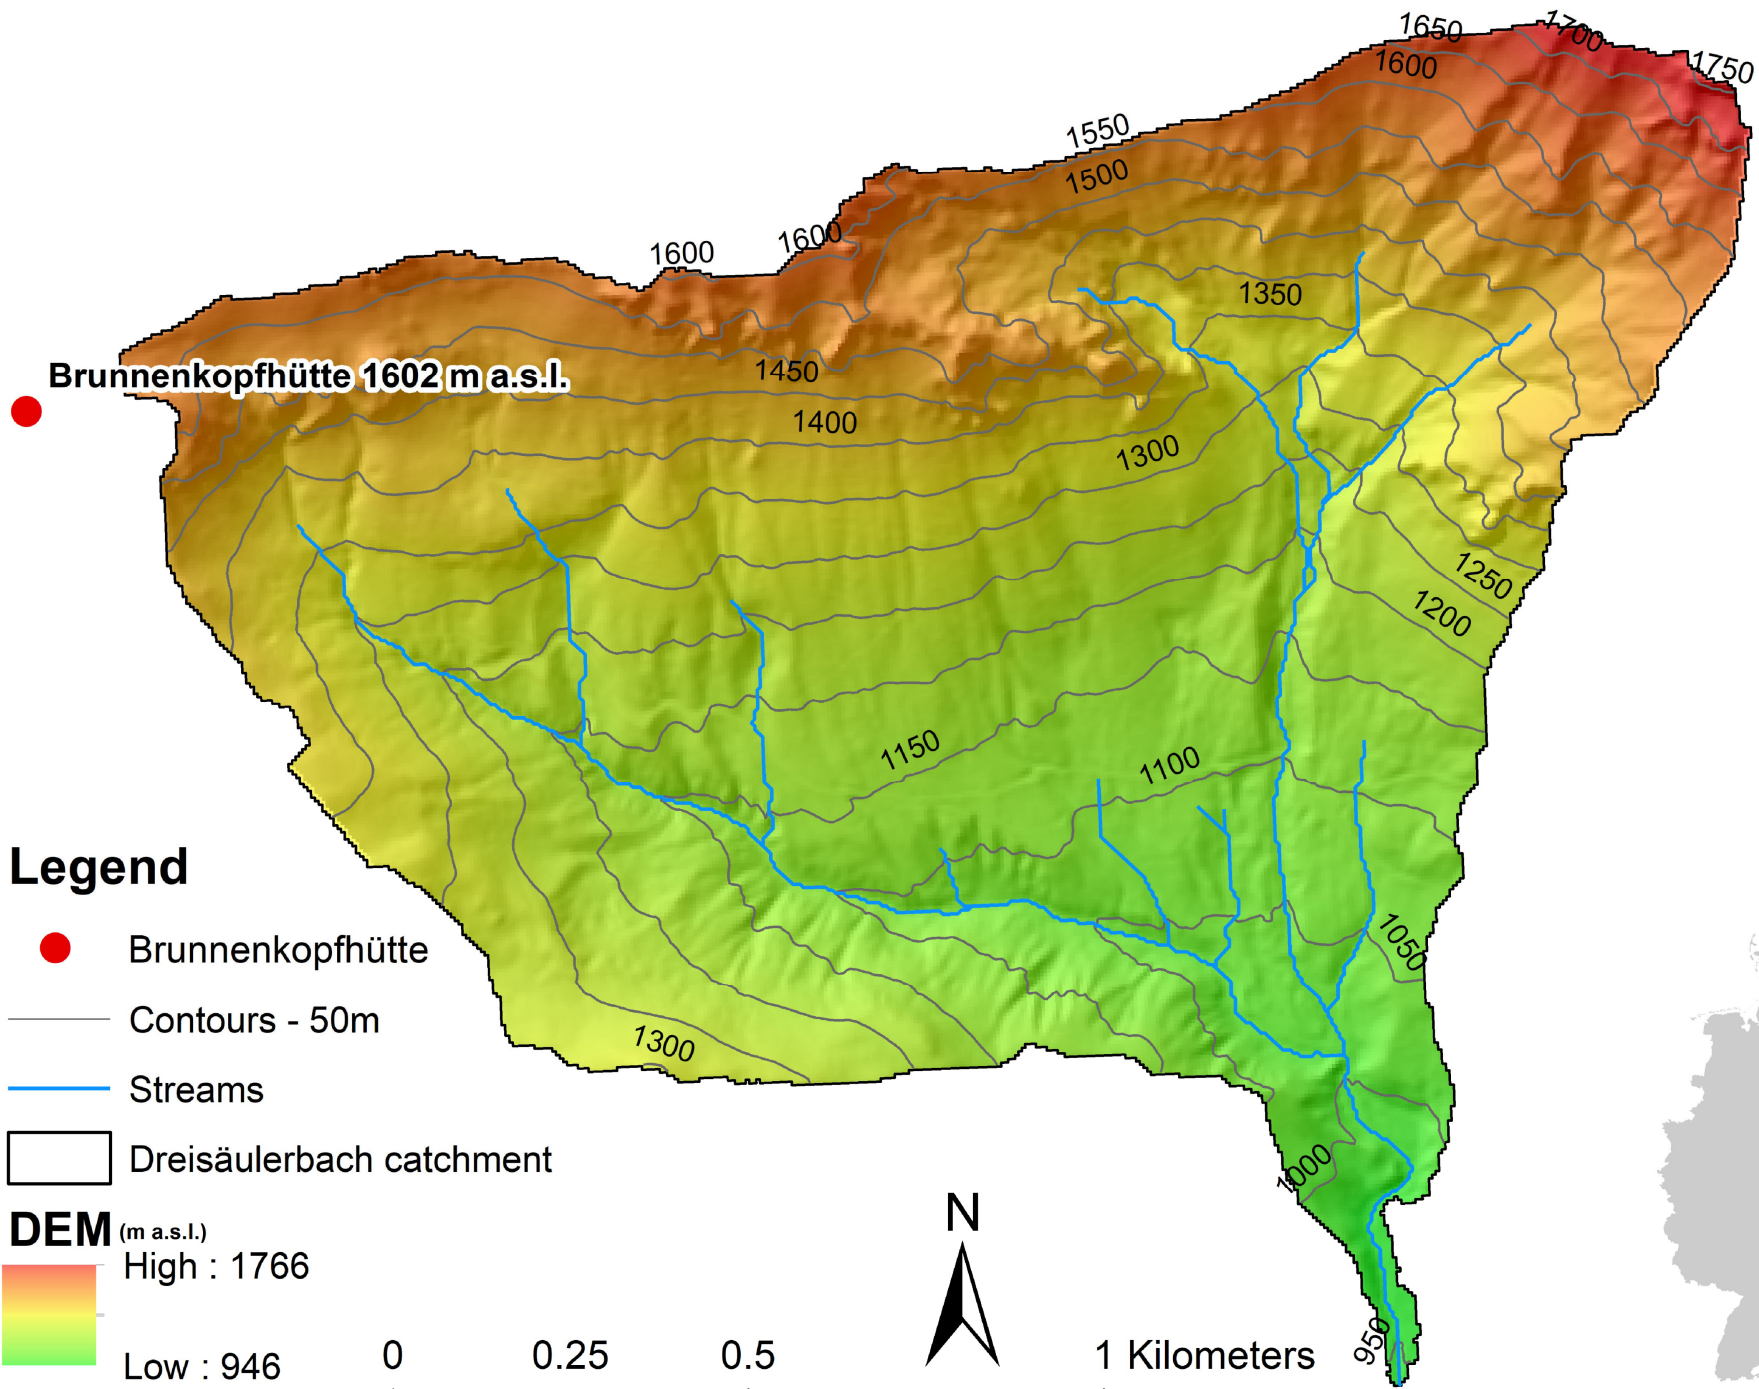 1650
1700
1600
1750
1550
1500
1600
1600
1350
Brunnenkopfhütte 1602 m a.s.l.
1450
1400
1300
1250
1200
1150
1100
1050
1300
1000
950
Legend
Brunnenkopfhütte
Contours - 50m
Streams
Dreisäulerbach catchment
DEM (m a.s.l.)
High : 1766
Low : 946
N
0 0.25 0.5 1 Kilometers